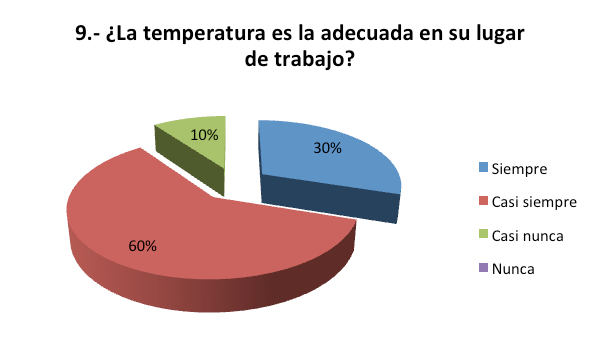 9.- ¿La temperatura es la adecuada en su lugar
de trabajo?
10%
30%
60%
Siempre
Casi siempre
Casi nunca
Nunca